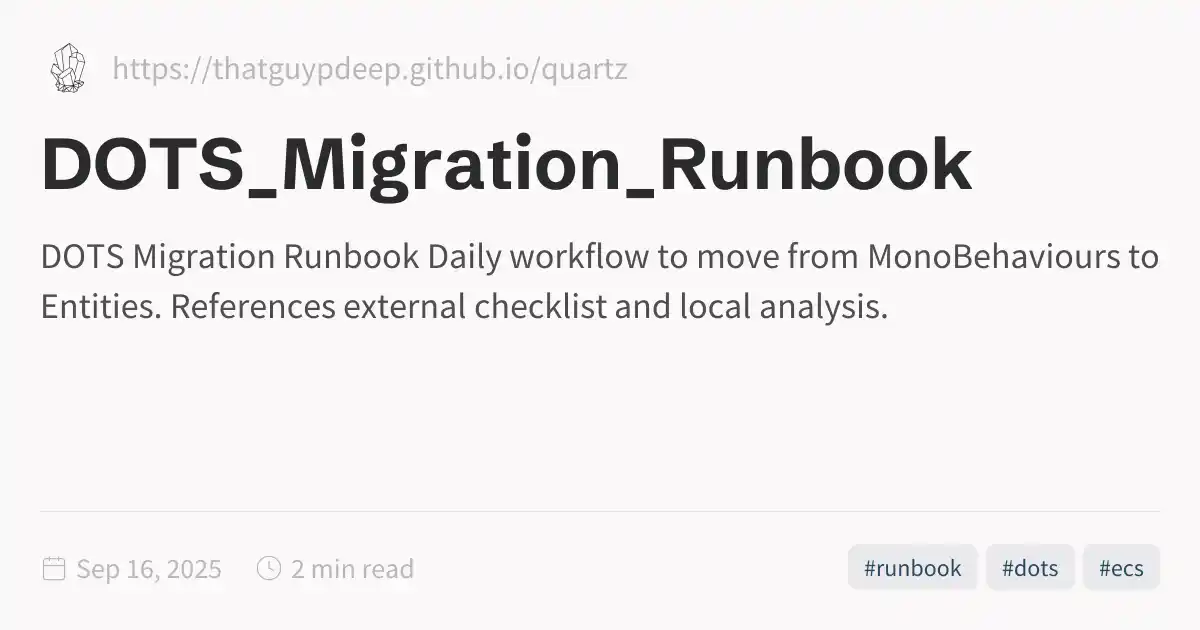 https://thatguypdeep.github.io/quartz
DOTS_Migration_Runbook
DOTS Migration Runbook Daily workflow to move from MonoBehaviours to
Entities. References external checklist and local analysis.
Sep 16, 2025 2 min read #runbook #dots #ecs